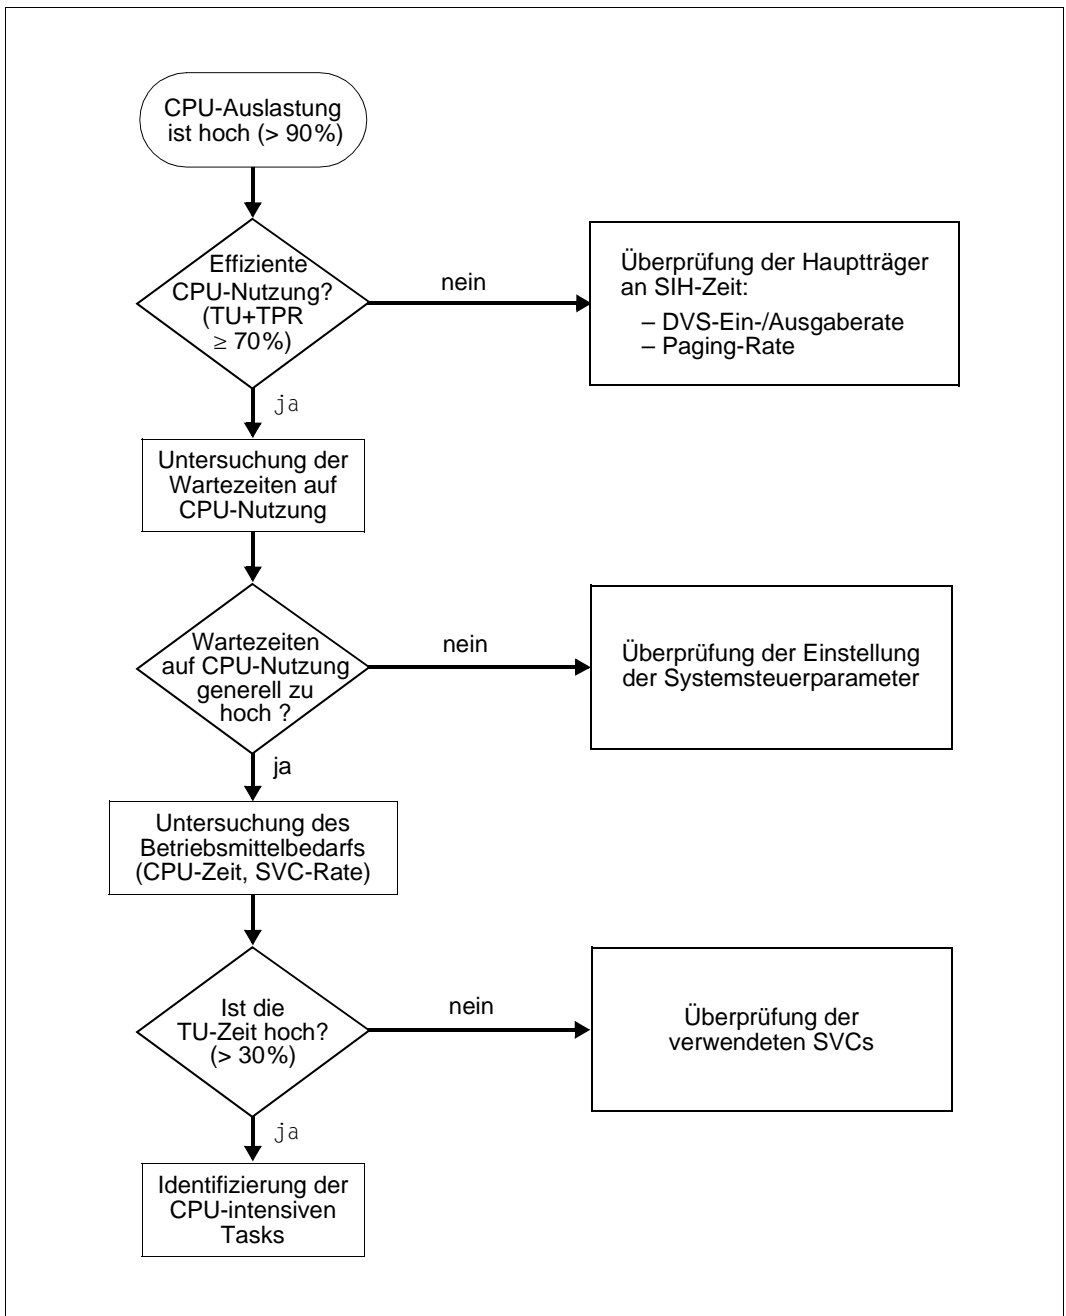 CPU-Auslastung
ist hoch (> 90%)
Effiziente
CPU-Nutzung?
(TU+TPR
≥ 70%)
nein
Überprüfung der Hauptträger
an SIH-Zeit:
– DVS-Ein-/Ausgaberate
– Paging-Rate
ja
Untersuchung der
Wartezeiten auf
CPU-Nutzung
Wartezeiten
auf CPU-Nutzung
generell zu
hoch ?
nein
Überprüfung der Einstellung
der Systemsteuerparameter
ja
Untersuchung des
Betriebsmittelbedarfs
(CPU-Zeit, SVC-Rate)
Ist die
TU-Zeit hoch?
(> 30%)
nein
Überprüfung der
verwendeten SVCs
ja
Identifizierung der
CPU-intensiven
Tasks